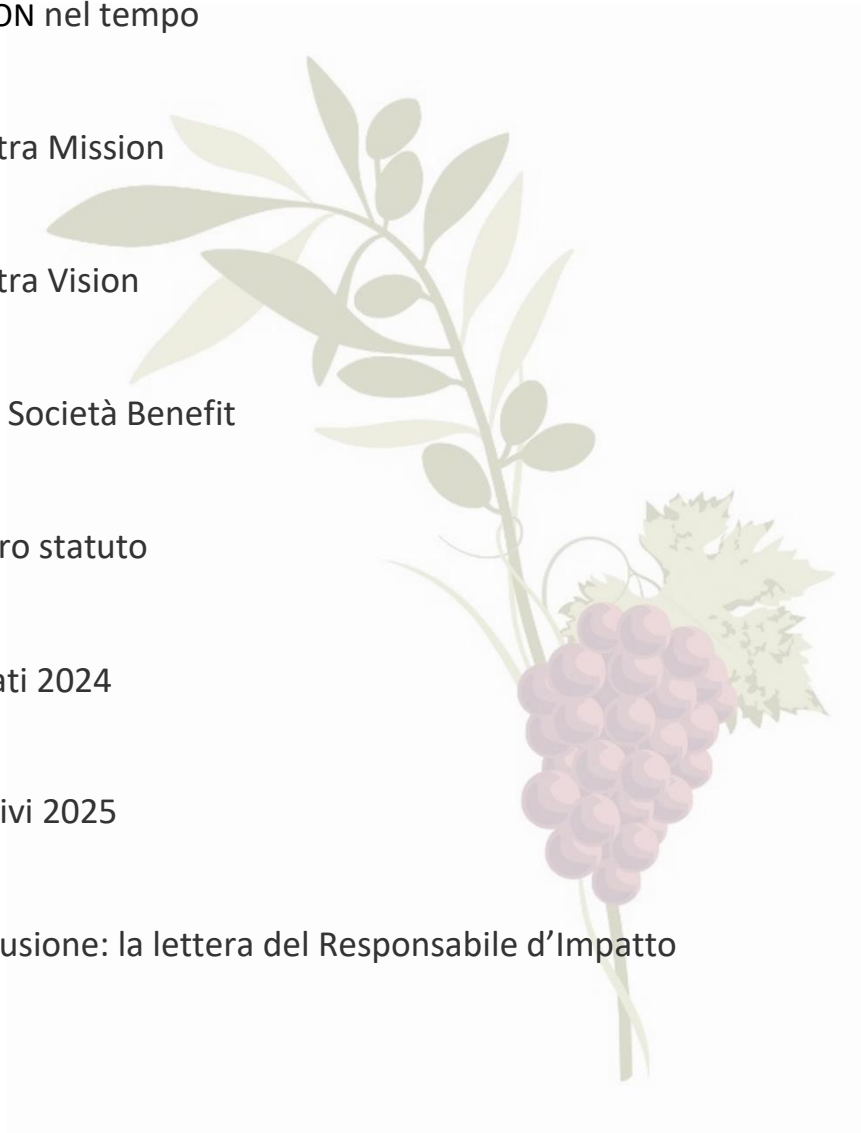 ON nel tempo
tra Mission
tra Vision
Società Benefit
ro statuto
ati 2024
ivi 2025
usione: la lettera del Responsabile d’Impatto